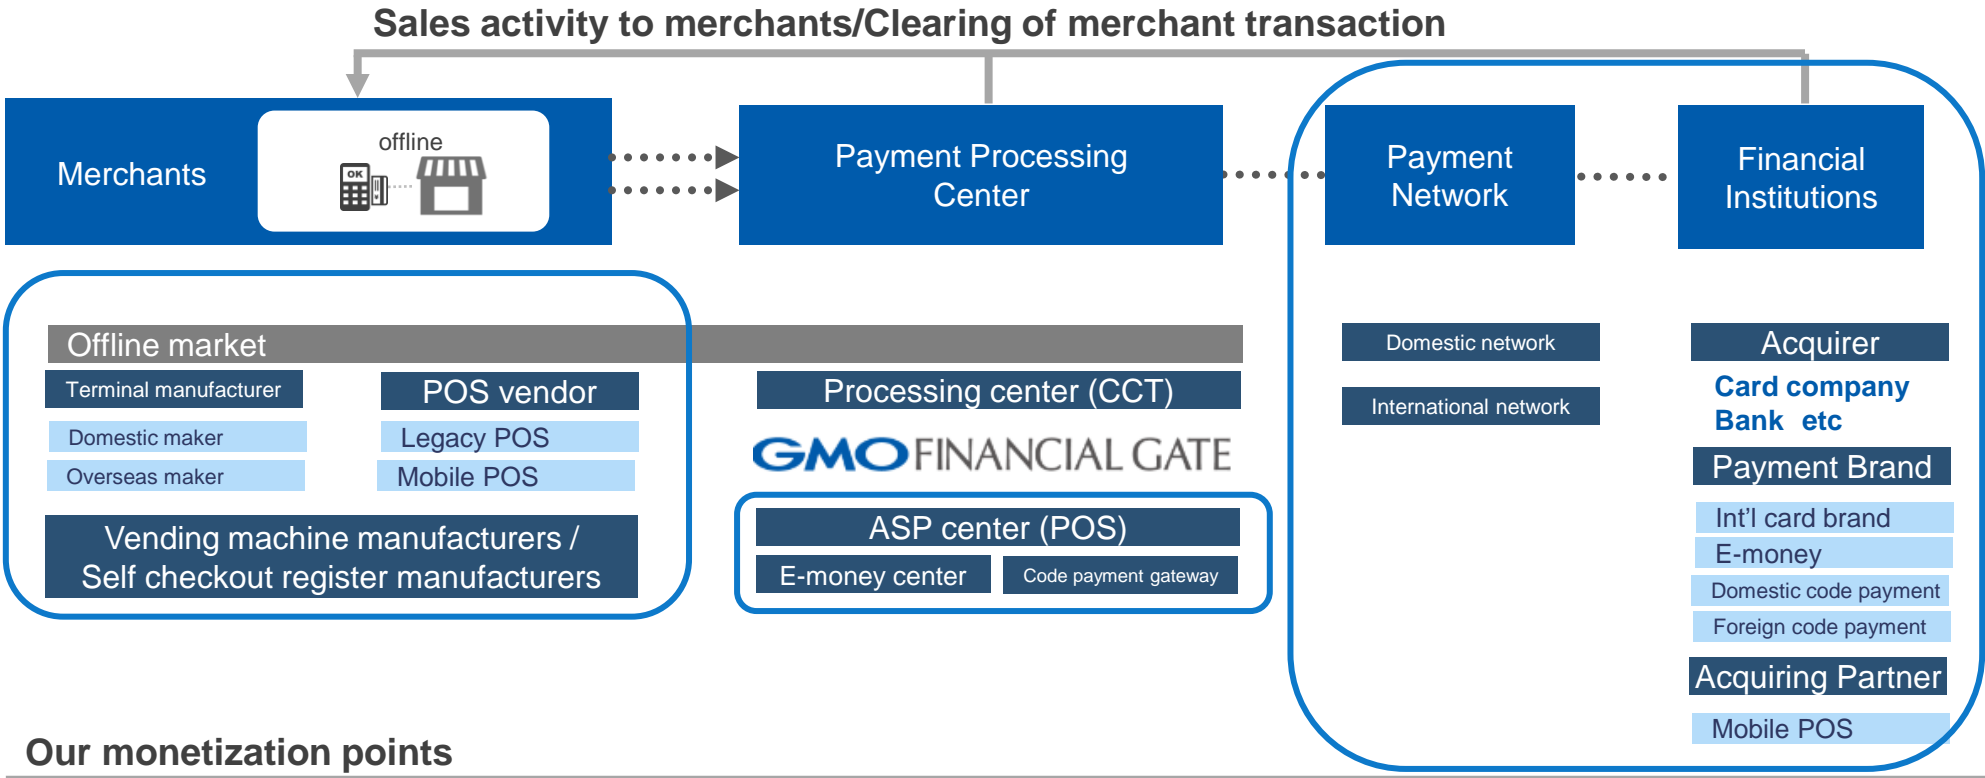 Sales activity to merchants/Clearing of merchant transaction
Merchants
offline
OK
Payment Processing
Center
Payment
Network
Financial
Institutions
Offline market
Terminal manufacturer
Domestic maker
Overseas maker
POS vendor
Legacy POS
Mobile POS
Vending machine manufacturers /
Self checkout register manufacturers
Processing center (CCT)
GMO FINANCIAL GATE
ASP center (POS)
E-money center
Code payment gateway
Domestic network
International network
Acquirer
Card company
Bank etc
Payment Brand
Int'l card brand
E-money
Domestic code payment
Foreign code payment
Acquiring Partner
Mobile POS
Our monetization points